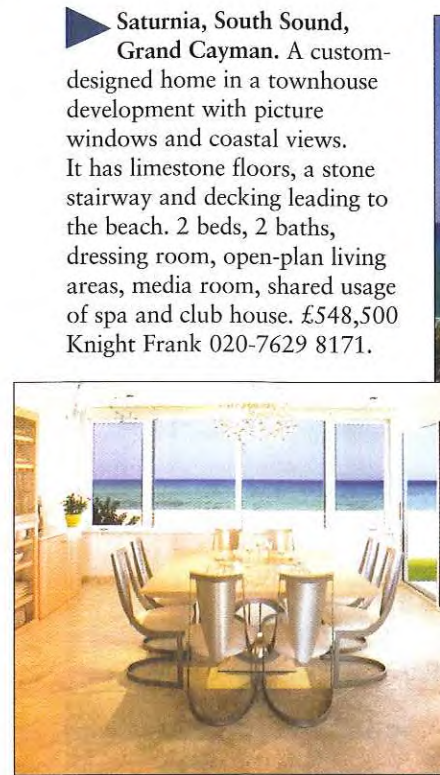 Saturnia, South Sound,
Grand Cayman. A custom-
designed home in a townhouse
development with picture
windows and coastal views.
It has limestone floors, a stone
stairway and decking leading to
the beach. 2 beds, 2 baths,
dressing room, open-plan living
areas, media room, shared usage
of spa and club house. £548,500
Knight Frank 020-7629 8171.